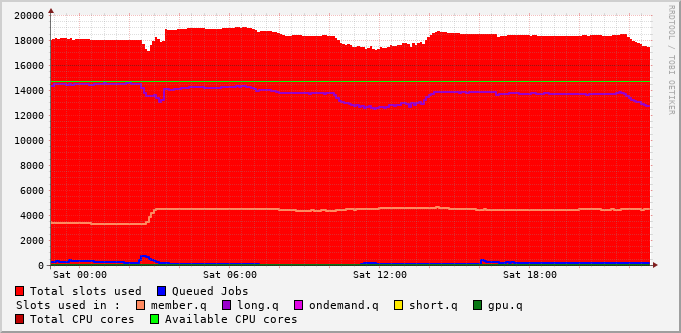 20000
18000
16000
14000
12000
10000
8000
6000
4000
2000
0
Sat 00:00 Sat 06:00 Sat 12:00 Sat 18:00
RRDTOOL / TOBI OETIKER
Total slots used Queued Jobs
Slots used in : member.q long.q ondemand.q short.q gpu.q
Total CPU cores Available CPU cores